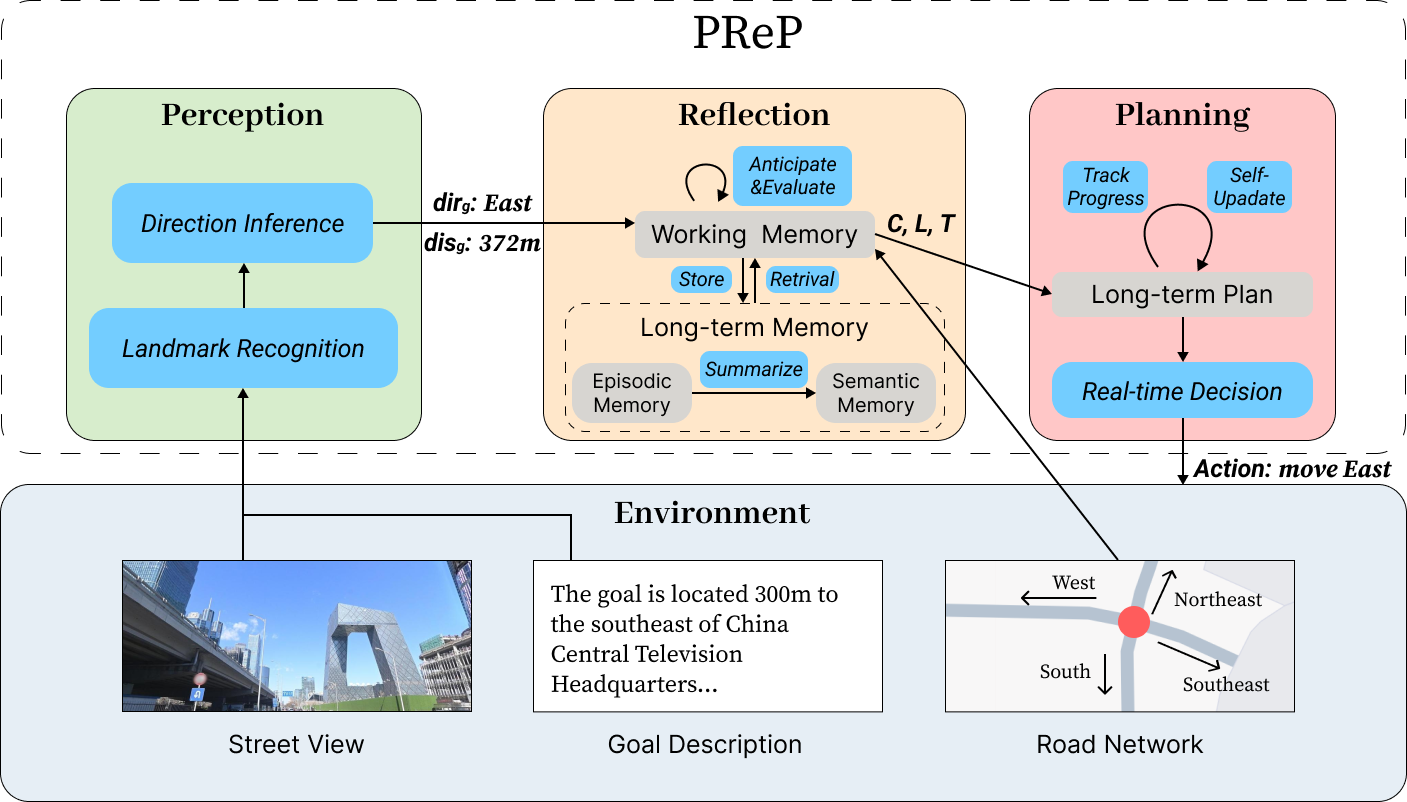 PReP
Perception
Direction Inference
Landmark Recognition
dirg: East
disg: 372m
Reflection
Anticipate
&Evaluate
Working Memory
Store
Retrival
Long-term Memory
Episodic
Memory
Summarize
Semantic
Memory
C, L, T
Planning
Track
Progress
Self-
Upadate
Long-term Plan
Real-time Decision
Action: move East
Environment
The goal is located 300m to
the southeast of China
Central Television
Headquarters...
West
Northeast
South
Southeast
Street View
Goal Description
Road Network